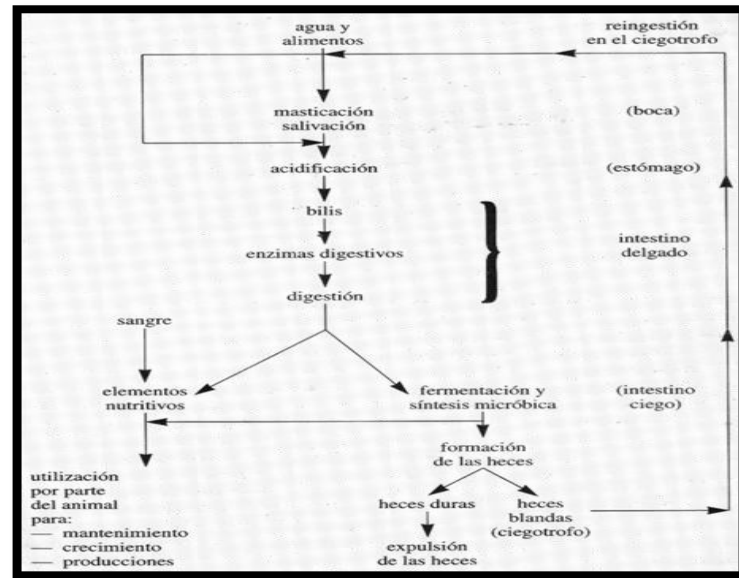 agua y
alimentos
reingestión
en el ciegotrofo
masticación
salivación
(boca)
acidificación
(estómago)
bilis
enzimas digestivos
intestino
delgado
digestión
sangre
elementos
nutritivos
fermentación y
síntesis micróbica
(intestino
ciego)
formación
de las heces
utilización
por parte
del animal
para:
— mantenimiento
— crecimiento
— producciones
heces duras
heces
blandas
(ciegotrofo)
expulsión
de las heces